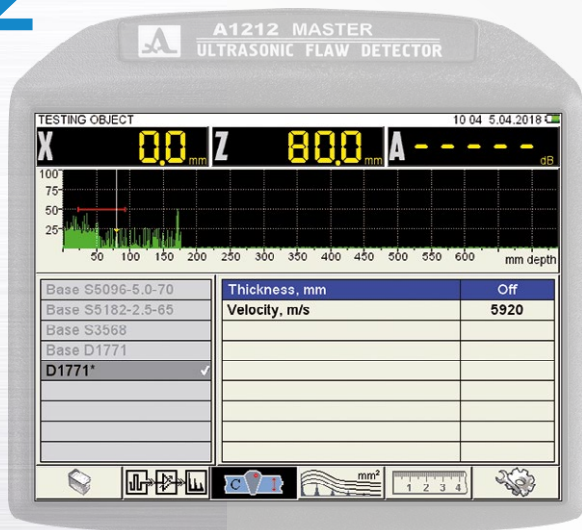 2
A1212 MASTER
ULTRASONIC FLAW DETECTOR
TESTING OBJECT 10 04 5.04.2018
X 0.0 mm Z 80.0 mm A - - - - - dB
100
75
50
25
50 100 150 200 250 300 350 400 450 500 550 600 mm depth
Base S5096-5.0-70 Thickness, mm Off
Base S5182-2.5-65 Velocity, m/s 5920
Base S3568
Base D1771
D1771*
C I mm² 1 2 3 4